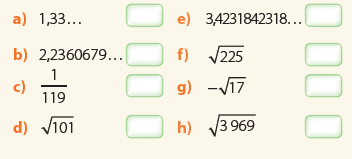 a) 1,33...
b) 2,2360679...
c) 1/119
d) √101
e) 3,4231842318...
f) √225
g) −√17
h) √3 969